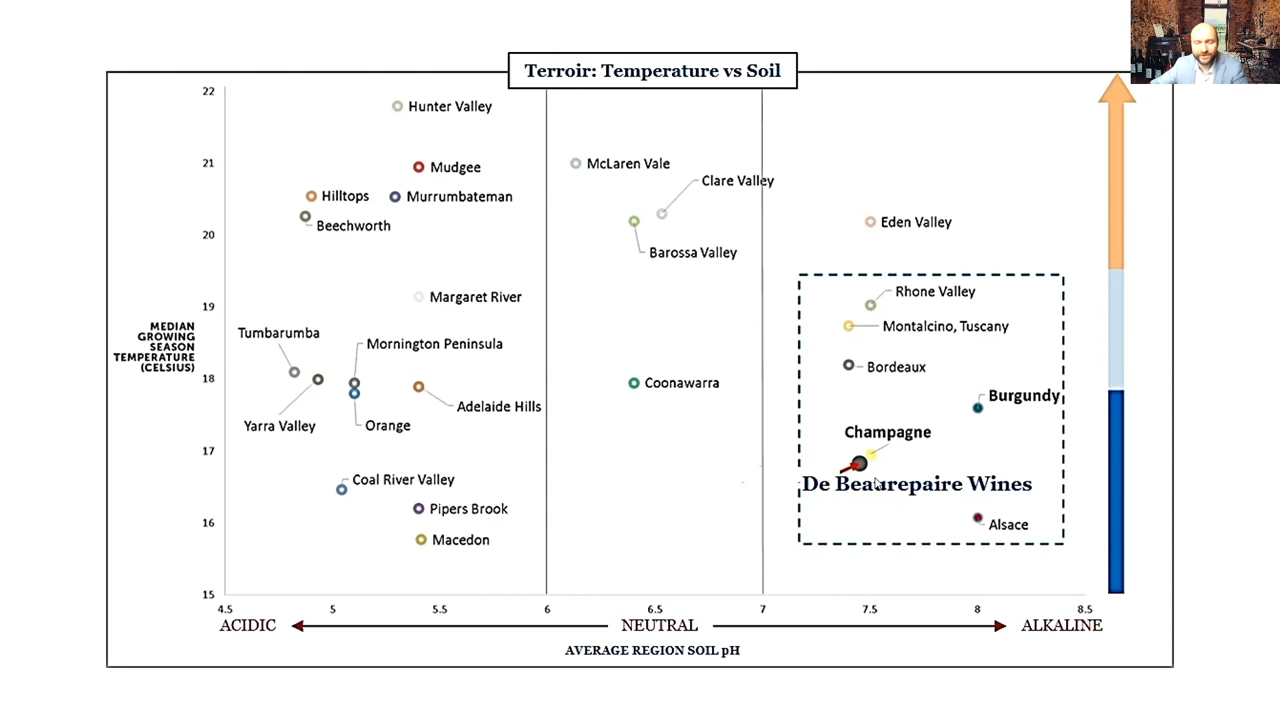 Terroir: Temperature vs Soil
22
Hunter Valley
21
Mudgee
McLaren Vale
Clare Valley
Hilltops
Murrumbateman
Beechworth
Eden Valley
20
Barossa Valley
19
Margaret River
Rhone Valley
MEDIAN
GROWING
SEASON
TEMPERATURE
(CELSIUS)
Tumbarumba
Mornington Peninsula
Montalcino, Tuscany
18
Coonawarra
Bordeaux
Adelaide Hills
Burgundy
Yarra Valley
Orange
Champagne
17
Coal River Valley
De Beaurepaire Wines
Pipers Brook
16
Alsace
Macedon
15
4.5
5
5.5
6
6.5
7
7.5
8
8.5
ACIDIC
NEUTRAL
ALKALINE
AVERAGE REGION SOIL pH